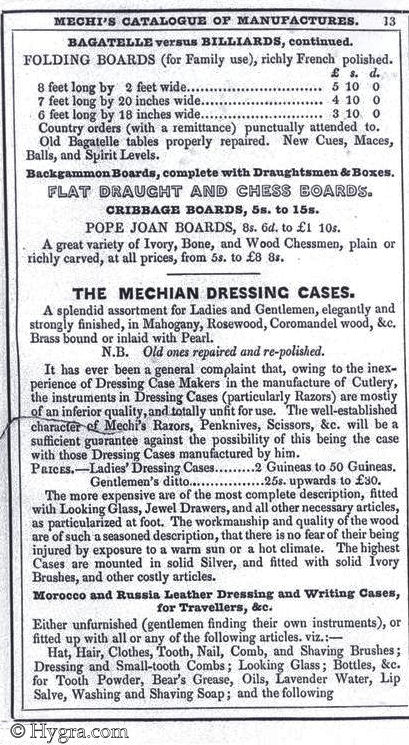 MECHI'S CATALOGUE OF MANUFACTURES. 13
BAGATELLE versus BILLIARDS, continued.
FOLDING BOARDS (for Family use), richly French polished.
£ s. d.
8 feet long by 2 feet wide.............................. 5 10 0
7 feet long by 20 inches wide........................... 4 10 0
6 feet long by 18 inches wide........................... 3 10 0
Country orders (with a remittance) punctually attended to.
Old Bagatelle tables properly repaired. New Cues, Maces,
Balls, and Spirit Levels.
Backgammon Boards, complete with Draughtsmen & Boxes.
FLAT DRAUGHT AND CHESS BOARDS.
CRIBBAGE BOARDS, 5s. to 15s.
POPE JOAN BOARDS, 8s. 6d. to £1 10s.
A great variety of Ivory, Bone, and Wood Chessmen, plain or
richly carved, at all prices, from 5s. to £8 8s.
THE MECHIAN DRESSING CASES.
A splendid assortment for Ladies and Gentlemen, elegantly and
strongly finished, in Mahogany, Rosewood, Coromandel wood, &c.
Brass bound or inlaid with Pearl.
N.B. Old ones repaired and re-polished.
It has ever been a general complaint that, owing to the inex-
perience of Dressing Case Makers in the manufacture of Cutlery,
the instruments in Dressing Cases (particularly Razors) are mostly
of an inferior quality, and totally unfit for use. The well-established
character of Mechi's Razors, Penknives, Scissors, &c. will be a
sufficient guarantee against the possibility of this being the case
with those Dressing Cases manufactured by him.
PRICES.—Ladies' Dressing Cases.........2 Guineas to 50 Guineas.
Gentlemen's ditto................25s. upwards to £30.
The more expensive are of the most complete description, fitted
with Looking Glass, Jewel Drawers, and all other necessary articles,
as particularized at foot. The workmanship and quality of the wood
are of such a seasoned description, that there is no fear of their being
injured by exposure to a warm sun or a hot climate. The highest
Cases are mounted in solid Silver, and fitted with solid Ivory
Brushes, and other costly articles.
Morocco and Russia Leather Dressing and Writing Cases,
for Travellers, &c.
Either unfurnished (gentlemen finding their own instruments), or
fitted up with all or any of the following articles. viz.:—
Hat, Hair, Clothes, Tooth, Nail, Comb, and Shaving Brushes;
Dressing and Small-tooth Combs; Looking Glass; Bottles, &c.
for Tooth Powder, Bear's Grease, Oils, Lavender Water, Lip
Salve, Washing and Shaving Soap; and the following
© Hygra.com